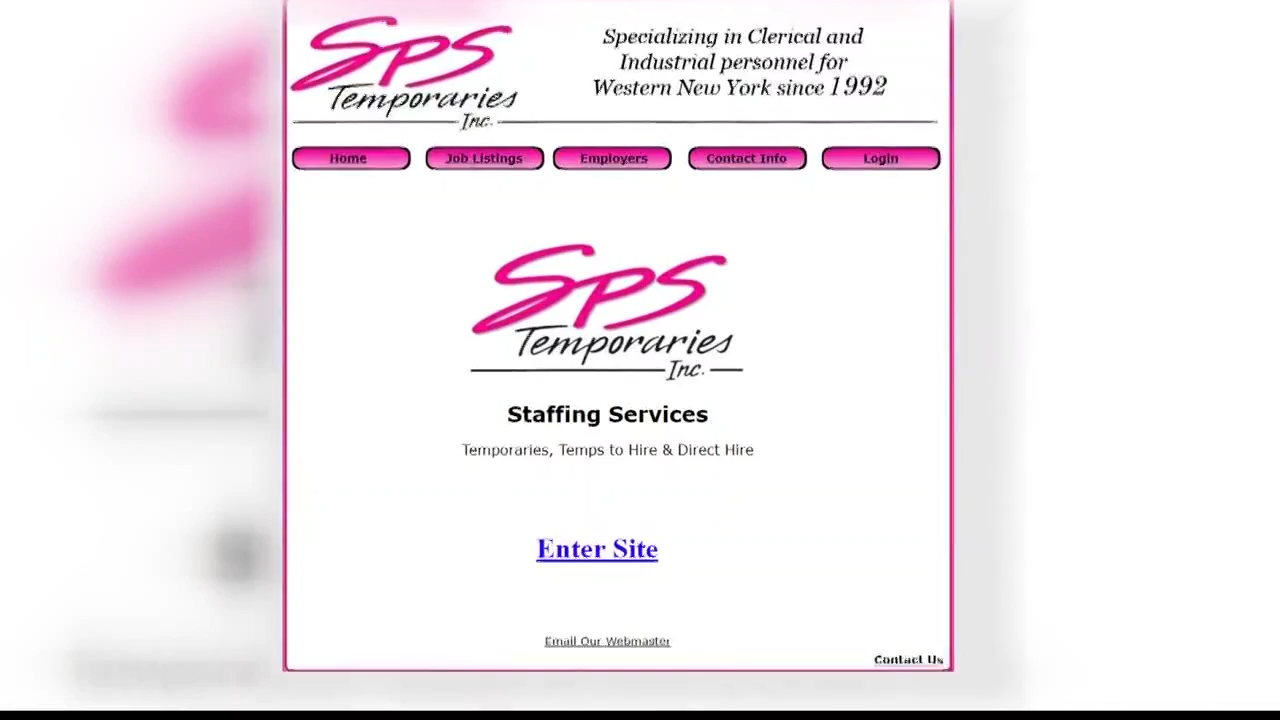 SPS
Temporaries
Inc.
Specializing in Clerical and
Industrial personnel for
Western New York since 1992
Home
Job Listings
Employers
Contact Info
Login
SPS
Temporaries
Inc.
Staffing Services
Temporaries, Temps to Hire & Direct Hire
Enter Site
Email Our Webmaster
Contact Us